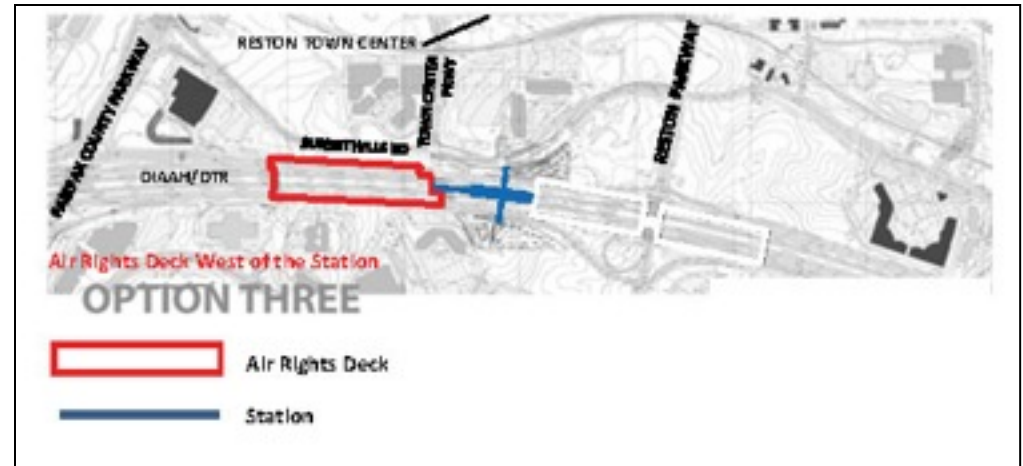 RESTON TOWN CENTER
TOWN CENTER
PKWY
RESTON PARKWAY
FAIRFAX COUNTY PARKWAY
SUNSET HILLS RD
DIAAH/DTR
Air Rights Deck West of the Station
OPTION THREE
Air Rights Deck
Station